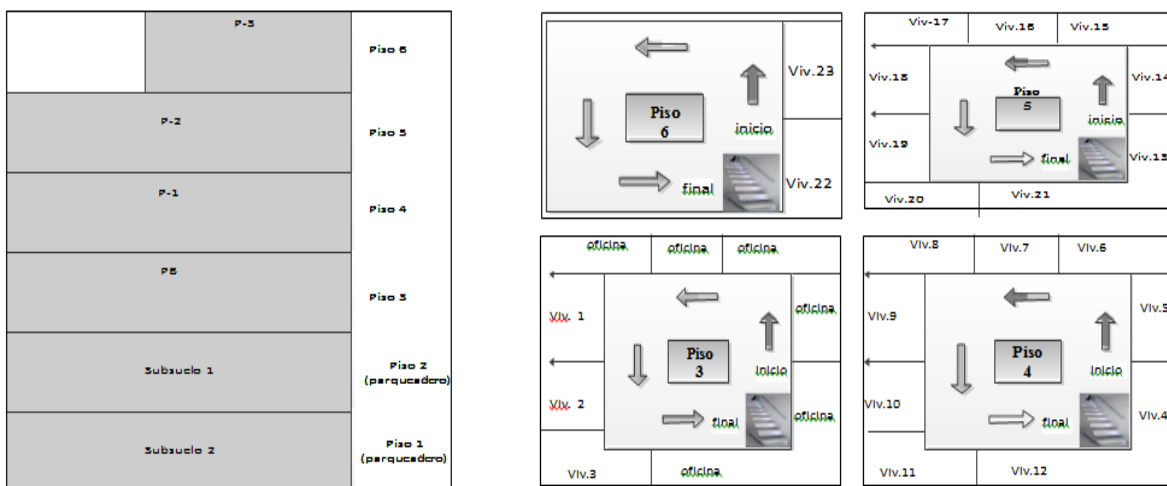 P-3
Piso 6
P-2
Piso 5
P-1
Piso 4
PB
Piso 3
Subsuelo 1
Piso 2
(parqueadero)
Subsuelo 2
Piso 1
(parqueadero)
Viv.23
Piso
6
inicio
final
Viv.22
Viv-17
Viv.16
Viv.15
Viv.18
Viv.14
Piso
5
inicio
Viv.19
final
Viv.13
Viv.20
Viv.21
oficina
oficina
oficina
Viv. 1
oficina
Piso
3
inicio
Viv. 2
final
oficina
Viv.3
oficina
Viv.8
Viv.7
Viv.6
Viv.9
Viv.5
Piso
4
inicio
Viv.10
final
Viv.4
Viv.11
Viv.12